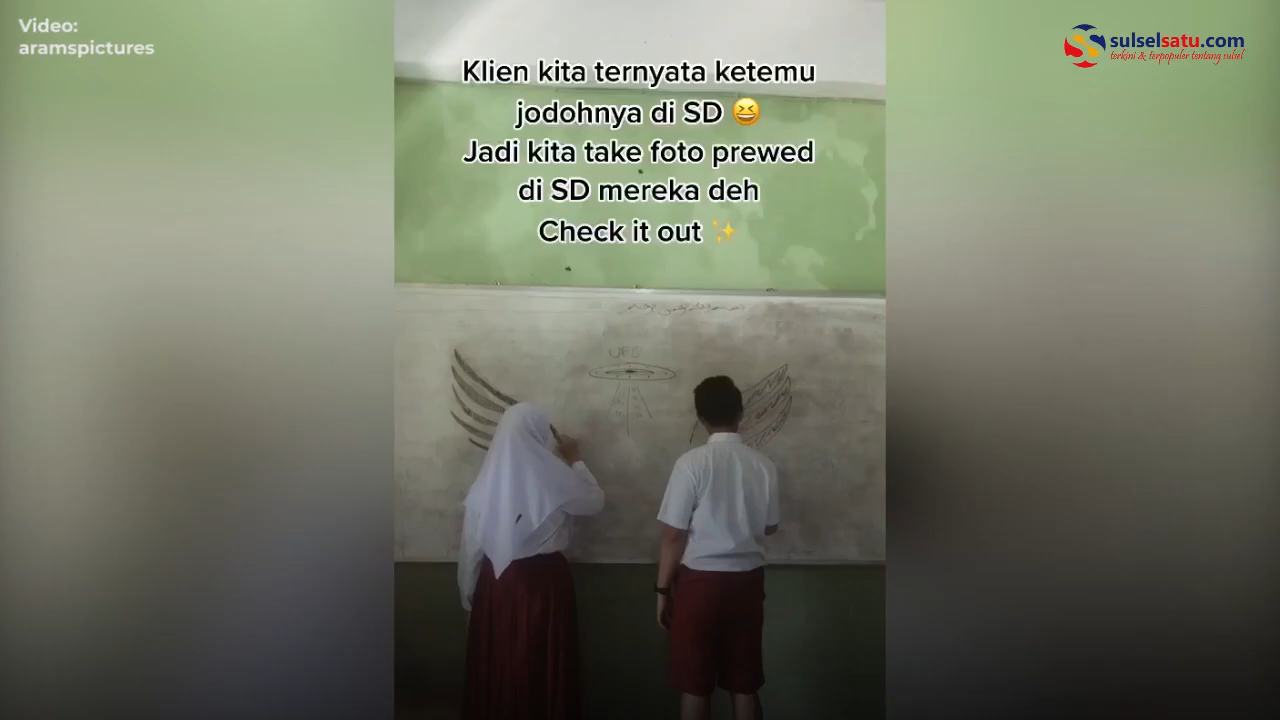 Video:
aramspictures
sulselsatu.com
terkini & terpopuler tentang sulsel
Klien kita ternyata ketemu
jodohnya di SD 😆
Jadi kita take foto prewed
di SD mereka deh
Check it out ✨
UFO